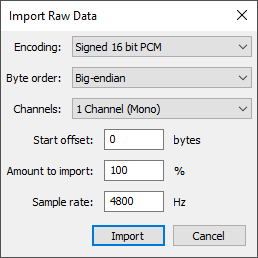 Import Raw Data
Encoding: Signed 16 bit PCM
Byte order: Big-endian
Channels: 1 Channel (Mono)
Start offset: 0 bytes
Amount to import: 100 %
Sample rate: 4800 Hz
Import Cancel